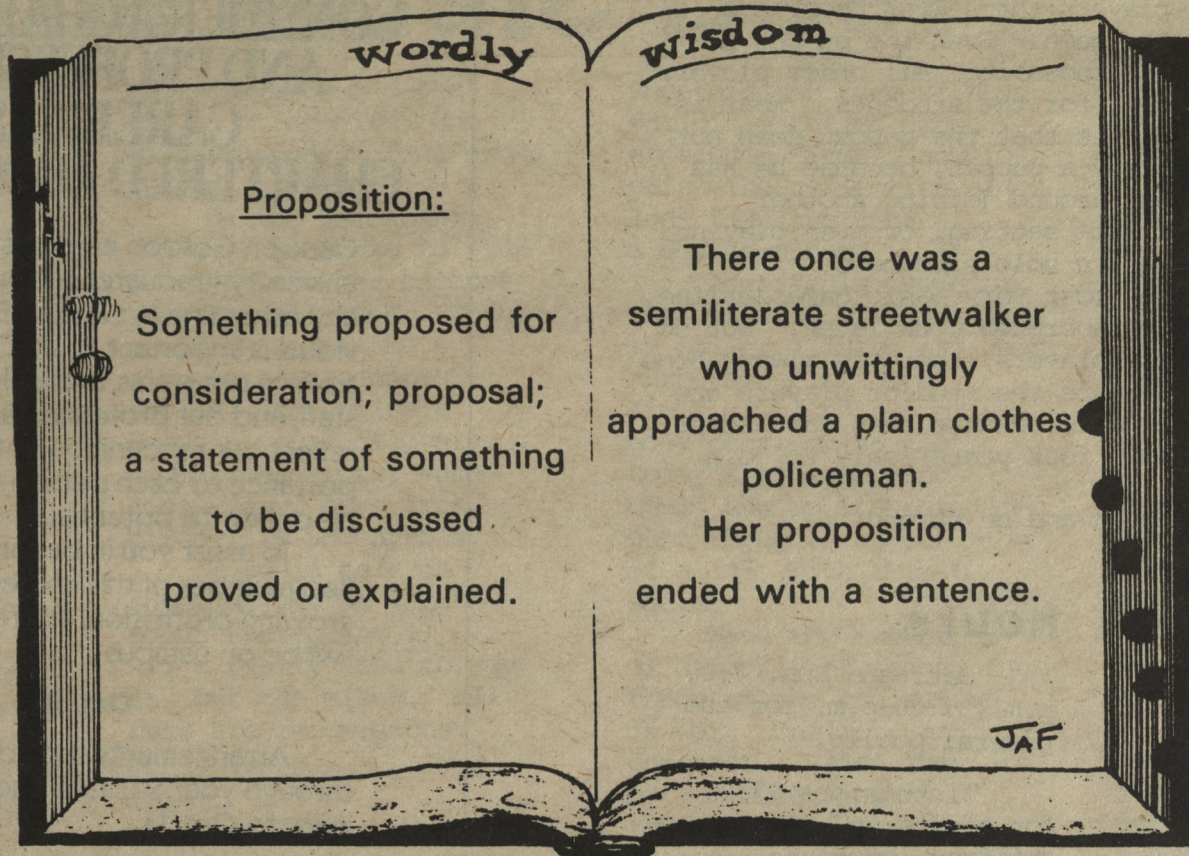 wordly wisdom
Proposition:
Something proposed for
consideration; proposal;
a statement of something
to be discussed
proved or explained.
There once was a
semiliterate streetwalker
who unwittingly
approached a plain clothes
policeman.
Her proposition
ended with a sentence.
JAF